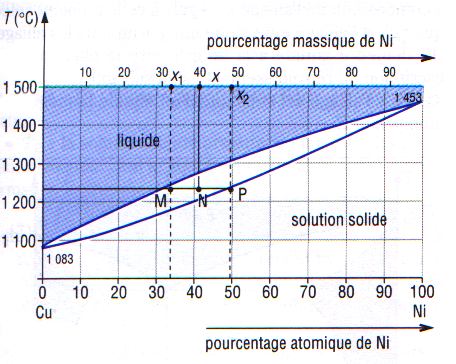 T (°C)
pourcentage massique de Ni
10 20 30 x₁ 40 x 50 x₂ 60 70 80 90
1 500
1 453
1 400
liquide
1 300
1 200
M N P
solution solide
1 100
1 083
0 10 20 30 40 50 60 70 80 90 100
Cu Ni
pourcentage atomique de Ni